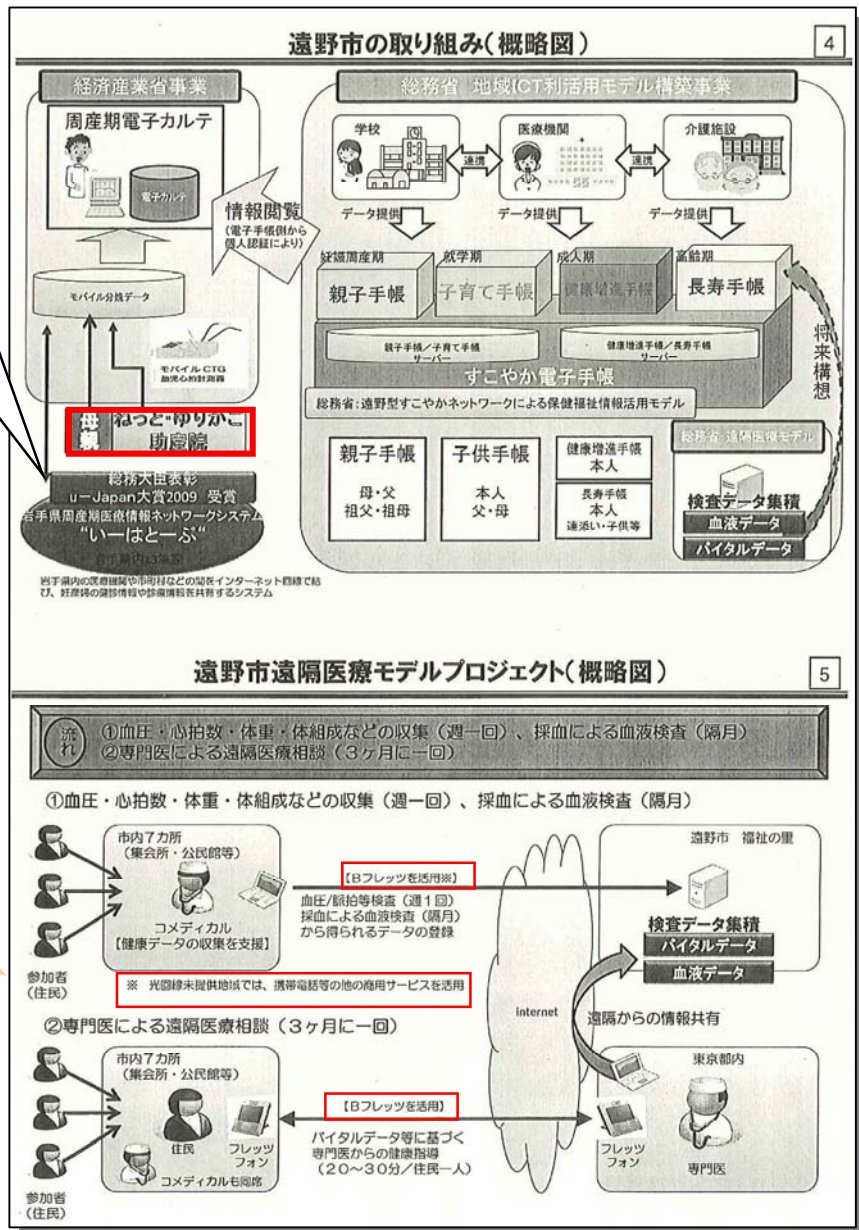 遠野市の取り組み(概略図)
4
経済産業省事業
周産期電子カルテ
電子カルテ
情報閲覧
(電子手帳側から
個人認証により)
モバイル分娩データ
モバイルCTG
胎児心拍計測器
母親
ねっと・ゆりかご
助産院
総務大臣表彰
u-Japan大賞2009 受賞
岩手県周産期医療情報ネットワークシステム
“いーはとーぶ“
岩手県内の医療機関や市町村などの間をインターネット回線で結
び、妊産婦の健診情報や診療情報を共有するシステム
総務省 地域ICT利活用モデル構築事業
学校
連携
医療機関
連携
介護施設
データ提供
データ提供
データ提供
妊娠周産期
就学期
成人期
高齢期
親子手帳
子育て手帳
健康増進手帳
長寿手帳
親子手帳/子育て手帳
サーバー
健康増進手帳/長寿手帳
サーバー
すこやか電子手帳
将来構想
総務省:遠野型すこやかネットワークによる保健福祉情報活用モデル
親子手帳
母・父
祖父・祖母
子供手帳
本人
父・母
健康増進手帳
本人
長寿手帳
本人
連添い・子供等
総務省:遠隔医療モデル
検査データ集積
血液データ
バイタルデータ
遠野市遠隔医療モデルプロジェクト(概略図)
5
流れ
①血圧・心拍数・体重・体組成などの収集(週一回)、採血による血液検査(隔月)
②専門医による遠隔医療相談(3ヶ月に一回)
①血圧・心拍数・体重・体組成などの収集(週一回)、採血による血液検査(隔月)
市内7カ所
(集会所・公民館等)
コメディカル
【健康データの収集を支援】
参加者
(住民)
【Bフレッツを活用※】
血圧/脈拍等検査(週1回)
採血による血液検査(隔月)
から得られるデータの登録
※ 光回線未提供地域では、携帯電話等の他の商用サービスを活用
遠野市 福祉の里
検査データ集積
バイタルデータ
血液データ
Internet
遠隔からの情報共有
②専門医による遠隔医療相談(3ヶ月に一回)
市内7カ所
(集会所・公民館等)
住民
フレッツ
フォン
コメディカルも同席
参加者
(住民)
【Bフレッツを活用】
バイタルデータ等に基づく
専門医からの健康指導
(20~30分/住民一人)
東京都内
フレッツ
フォン
専門医